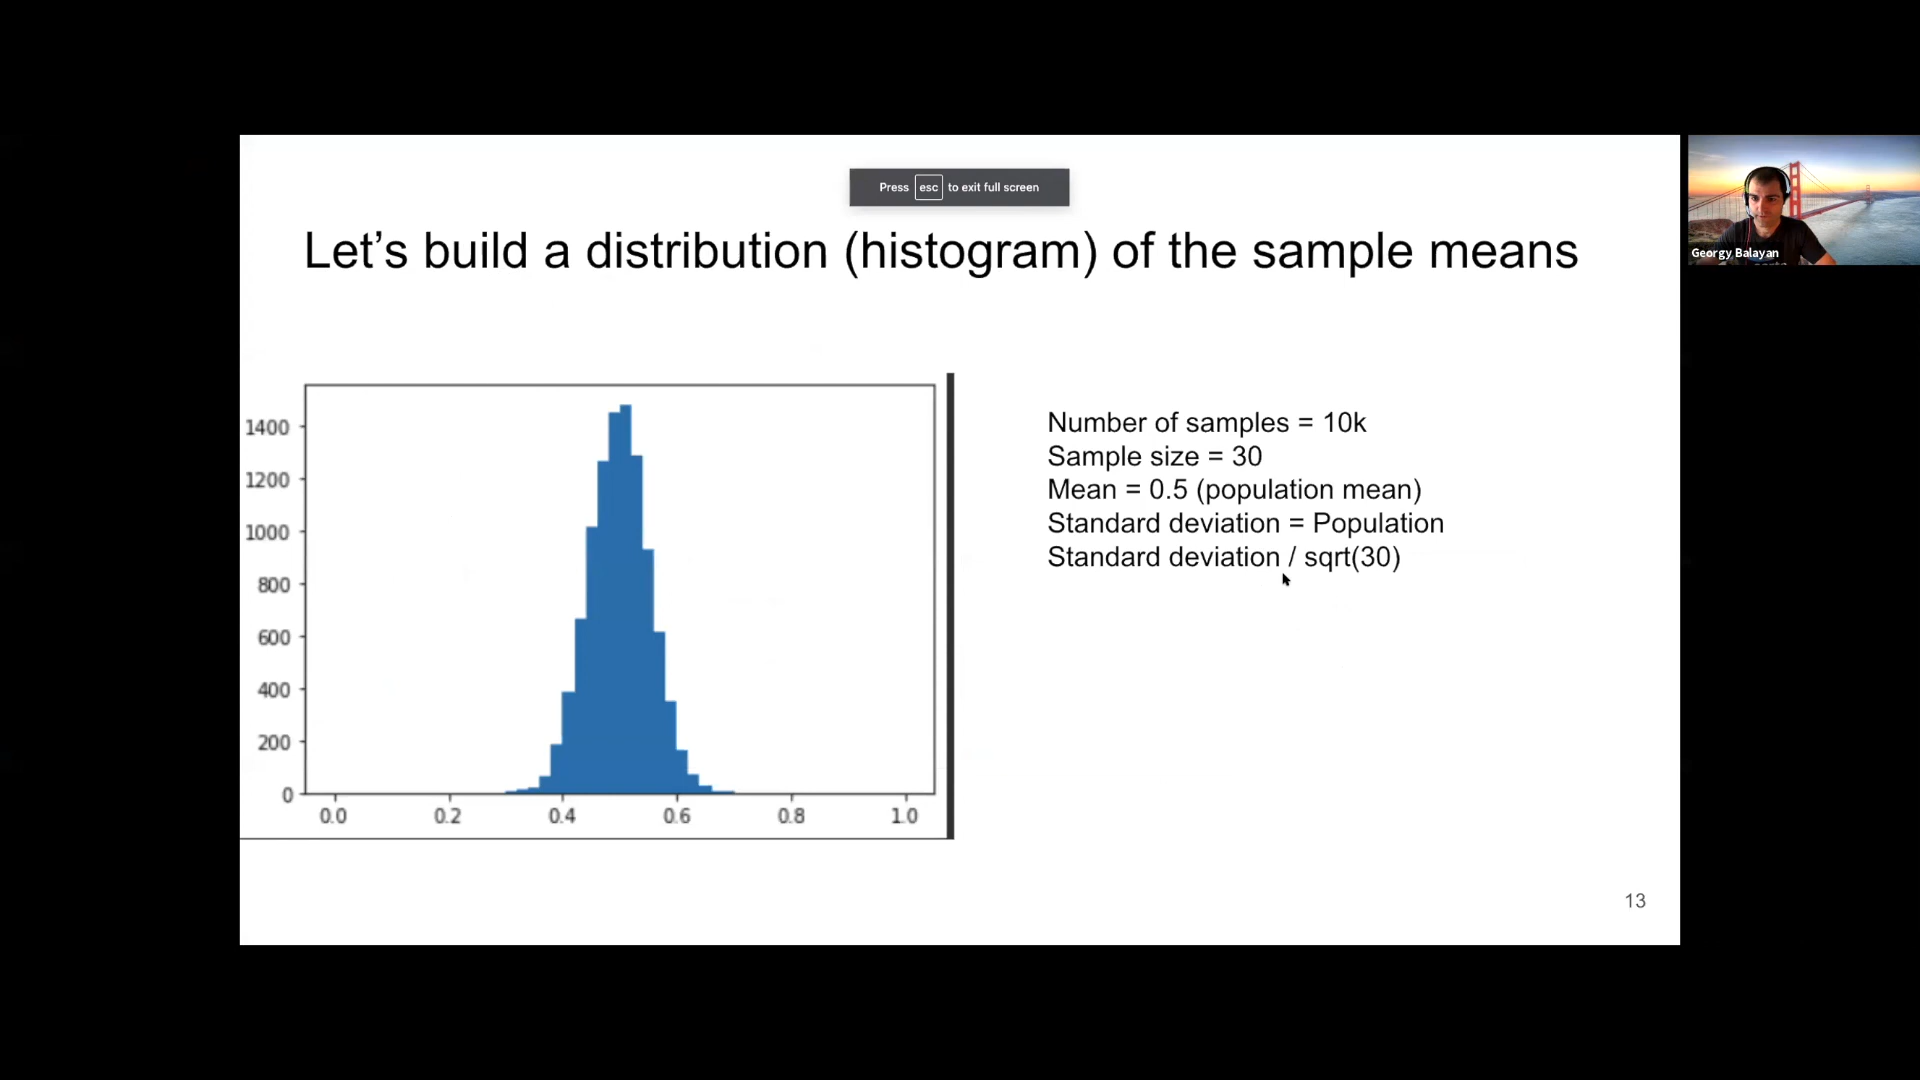 Press esc to exit full screen
Let’s build a distribution (histogram) of the sample means
Georgy Balayan
1400
1200
1000
800
600
400
200
0
0.0 0.2 0.4 0.6 0.8 1.0
Number of samples = 10k
Sample size = 30
Mean = 0.5 (population mean)
Standard deviation = Population
Standard deviation / sqrt(30)
13